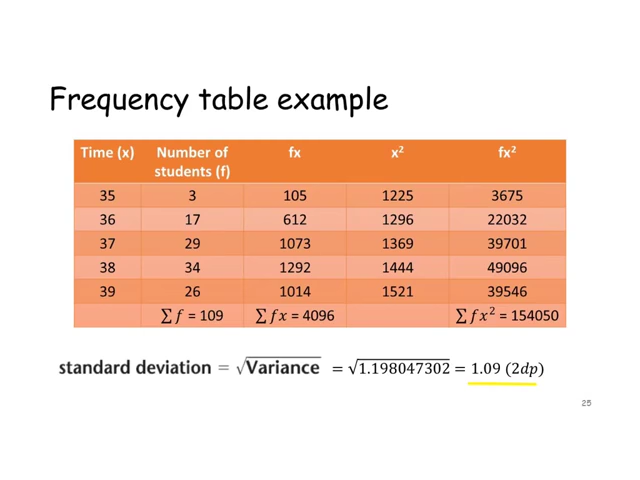 Frequency table example
Time (x) Number of students (f) fx x² fx²
35 3 105 1225 3675
36 17 612 1296 22032
37 29 1073 1369 39701
38 34 1292 1444 49096
39 26 1014 1521 39546
∑f = 109 ∑fx = 4096 ∑fx² = 154050
standard deviation = √Variance = √1.198047302 = 1.09 (2dp)
25